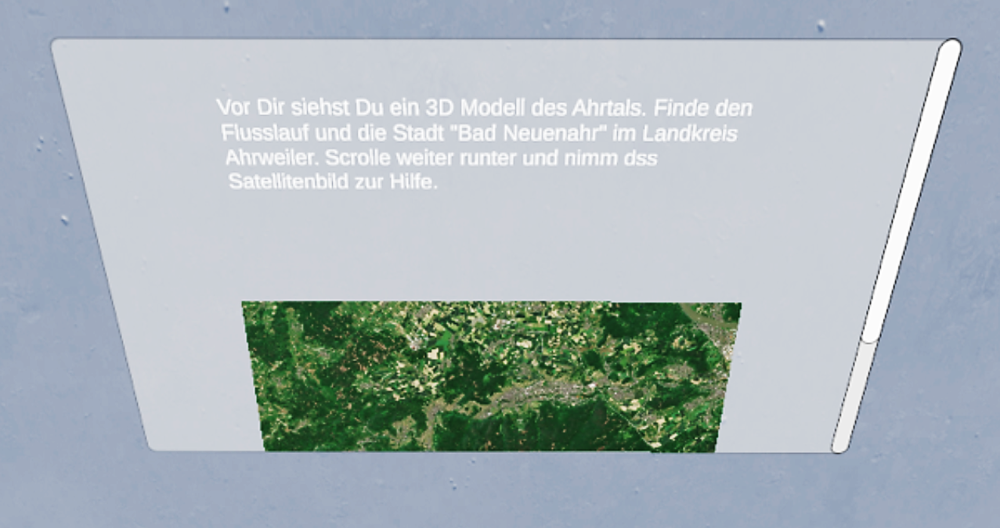 Vor Dir siehst Du ein 3D Modell des Ahrtals. Finde den
Flusslauf und die Stadt "Bad Neuenahr" im Landkreis
Ahrweiler. Scrolle weiter runter und nimm dss
Satellitenbild zur Hilfe.